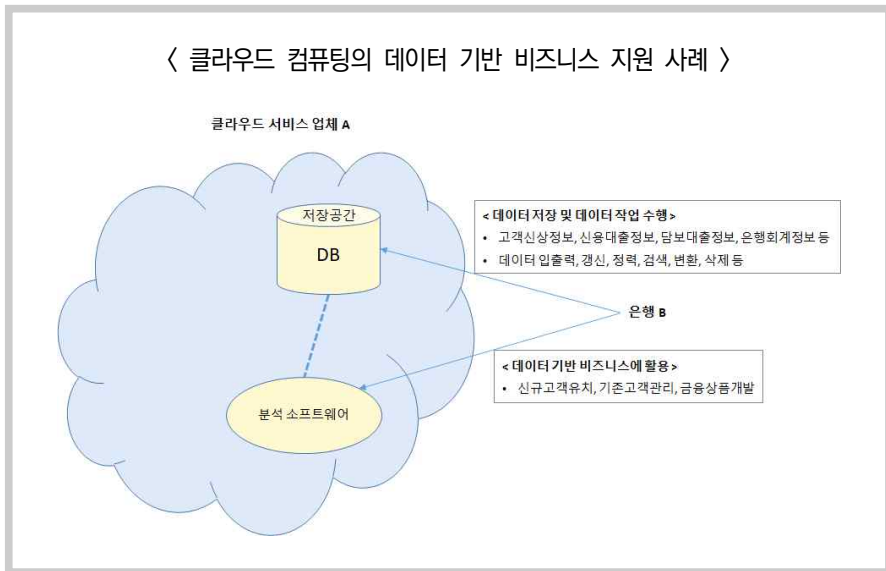 〈 클라우드 컴퓨팅의 데이터 기반 비즈니스 지원 사례 〉
클라우드 서비스 업체 A
저장공간
DB
< 데이터 저장 및 데이터 작업 수행 >
• 고객신상정보, 신용대출정보, 담보대출정보, 은행회계정보 등
• 데이터 입출력, 갱신, 정력, 검색, 변환, 삭제 등
은행 B
< 데이터 기반 비즈니스에 활용 >
• 신규고객유치, 기존고객관리, 금융상품개발
분석 소프트웨어